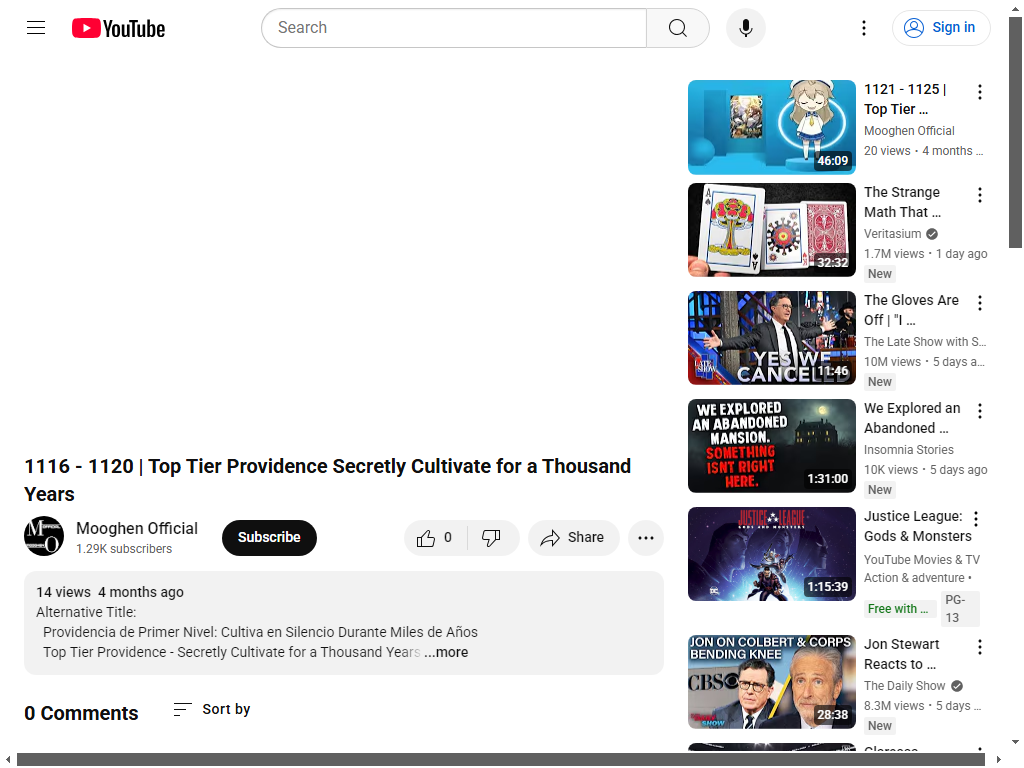 YouTube
Search
Sign in
1116 - 1120 | Top Tier Providence Secretly Cultivate for a Thousand
Years
Mooghen Official
1.29K subscribers
Subscribe
0
Share
14 views 4 months ago
Alternative Title:
Providencia de Primer Nivel: Cultiva en Silencio Durante Miles de Años
Top Tier Providence - Secretly Cultivate for a Thousand Years ...more
0 Comments
Sort by
46:09
1121 - 1125 |
Top Tier …
Mooghen Official
20 views • 4 months …
A
A
32:32
The Strange
Math That …
Veritasium
1.7M views • 1 day ago
New
LATE SHOW
YES WE
CANCELLED
11:46
The Gloves Are
Off | "I …
The Late Show with S…
10M views • 5 days a…
New
WE EXPLORED
AN ABANDONED
MANSION.
SOMETHING
ISNT RIGHT
HERE.
1:31:00
We Explored an
Abandoned …
Insomnia Stories
10K views • 5 days ago
New
JUSTICE LEAGUE
GODS AND MONSTERS
DC
1:15:39
Justice League:
Gods & Monsters
YouTube Movies & TV
Action & adventure •
Free with …
PG-
13
JON ON COLBERT & CORPS
BENDING KNEE
CBS
SHOW
28:38
Jon Stewart
Reacts to …
The Daily Show
8.3M views • 5 days …
New